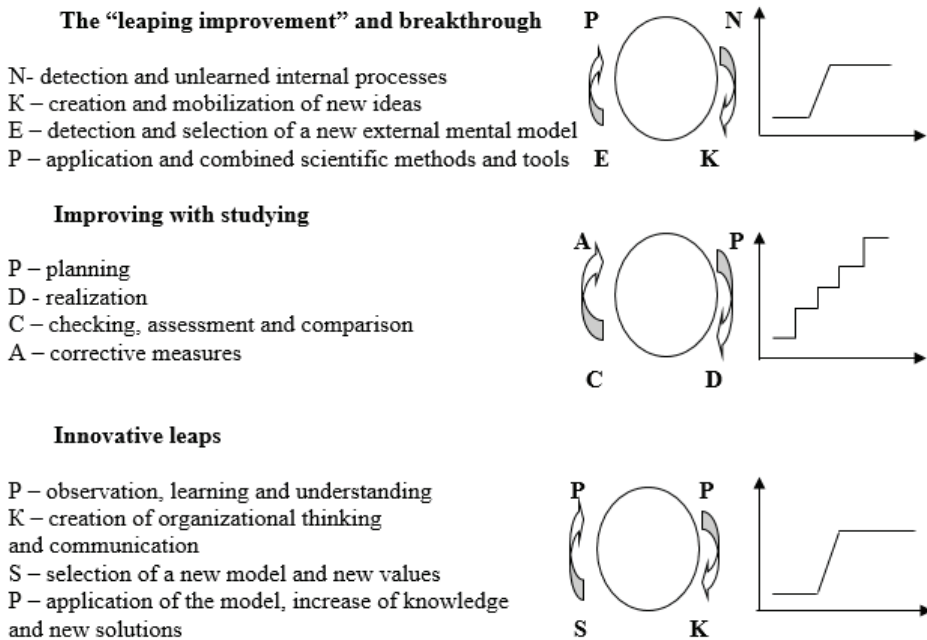 The “leaping improvement” and breakthrough
N- detection and unlearned internal processes
K – creation and mobilization of new ideas
E – detection and selection of a new external mental model
P – application and combined scientific methods and tools
P N
E K
Improving with studying
P – planning
D - realization
C – checking, assessment and comparison
A – corrective measures
A P
C D
Innovative leaps
P – observation, learning and understanding
K – creation of organizational thinking
and communication
S – selection of a new model and new values
P – application of the model, increase of knowledge
and new solutions
P P
S K